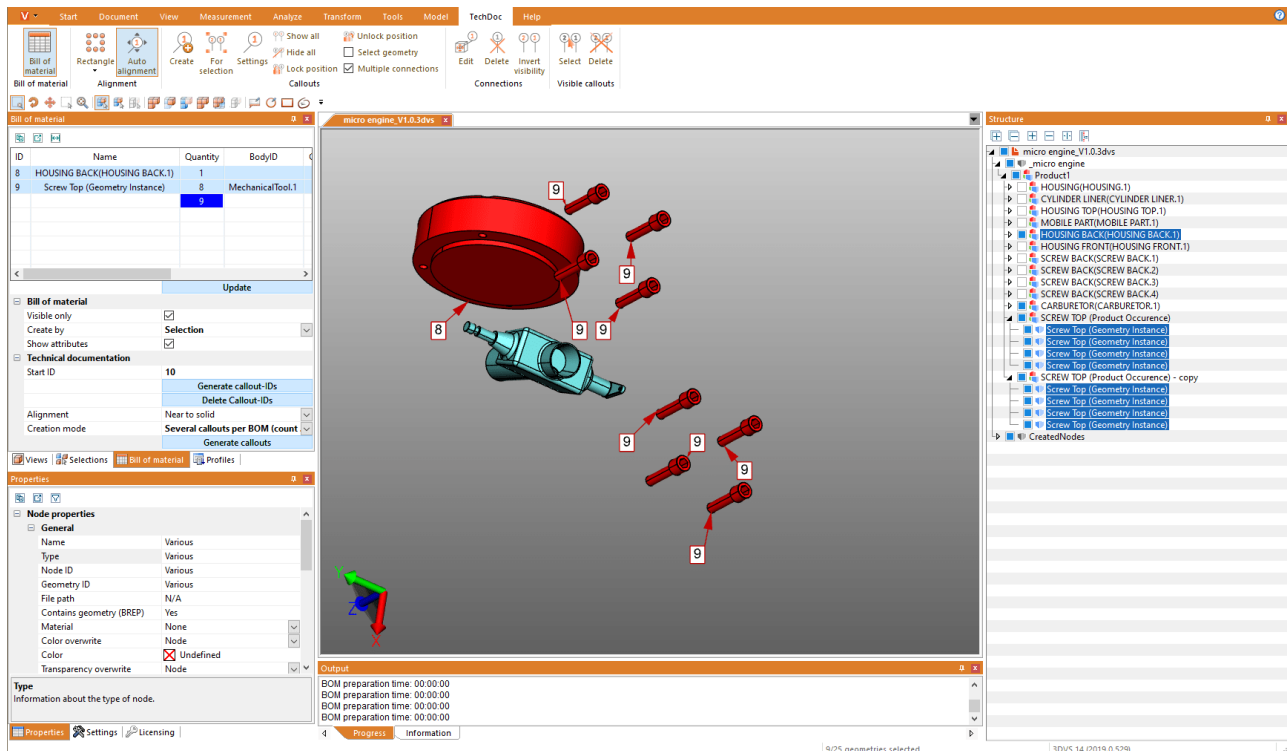 V Start Document View Measurement Analyze Transform Tools Model TechDoc Help
Bill of material
Rectangle
Auto alignment
Create
For selection
Settings
Show all
Hide all
Lock position
Unlock position
Select geometry
Multiple connections
Edit
Delete
Invert visibility
Select
Delete
Bill of material Alignment Callouts Connections Visible callouts
Bill of material
ID Name Quantity BodyID
8 HOUSING BACK(HOUSING BACK.1) 1
9 Screw Top (Geometry Instance) 8 MechanicalTool.1
9
Update
Bill of material
Visible only
Create by Selection
Show attributes
Technical documentation
Start ID 10
Generate callout-IDs
Delete Callout-IDs
Alignment Near to solid
Creation mode Several callouts per BOM (count
Generate callouts
Views Selections Bill of material Profiles
Properties
Node properties
General
Name Various
Type Various
Node ID Various
Geometry ID Various
File path N/A
Contains geometry (BREP) Yes
Material None
Color overwrite Node
Color Undefined
Transparency overwrite Node
Type
Information about the type of node.
Properties Settings Licensing
micro engine_V1.0.3dvs
9
9
9
8
9
9
9
9
9
9
Y
Z
X
Output
BOM preparation time: 00:00:00
BOM preparation time: 00:00:00
BOM preparation time: 00:00:00
BOM preparation time: 00:00:00
Progress Information
Structure
micro engine_V1.0.3dvs
_micro engine
Product1
HOUSING(HOUSING.1)
CYLINDER LINER(CYLINDER LINER.1)
HOUSING TOP(HOUSING TOP.1)
MOBILE PART(MOBILE PART.1)
HOUSING BACK(HOUSING BACK.1)
HOUSING FRONT(HOUSING FRONT.1)
SCREW BACK(SCREW BACK.1)
SCREW BACK(SCREW BACK.2)
SCREW BACK(SCREW BACK.3)
SCREW BACK(SCREW BACK.4)
CARBURETOR(CARBURETOR.1)
SCREW TOP (Product Occurence)
Screw Top (Geometry Instance)
Screw Top (Geometry Instance)
Screw Top (Geometry Instance)
Screw Top (Geometry Instance)
SCREW TOP (Product Occurence) - copy
Screw Top (Geometry Instance)
Screw Top (Geometry Instance)
Screw Top (Geometry Instance)
Screw Top (Geometry Instance)
CreatedNodes
9/25 geometries selected 3DVS 14 (2019.0.529)